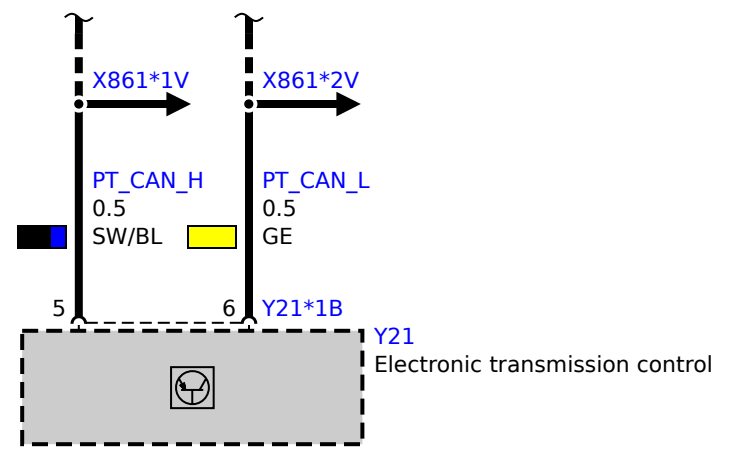 X861*1V
X861*2V
PT_CAN_H
0.5
SW/BL
PT_CAN_L
0.5
GE
5
6
Y21*1B
Y21
Electronic transmission control